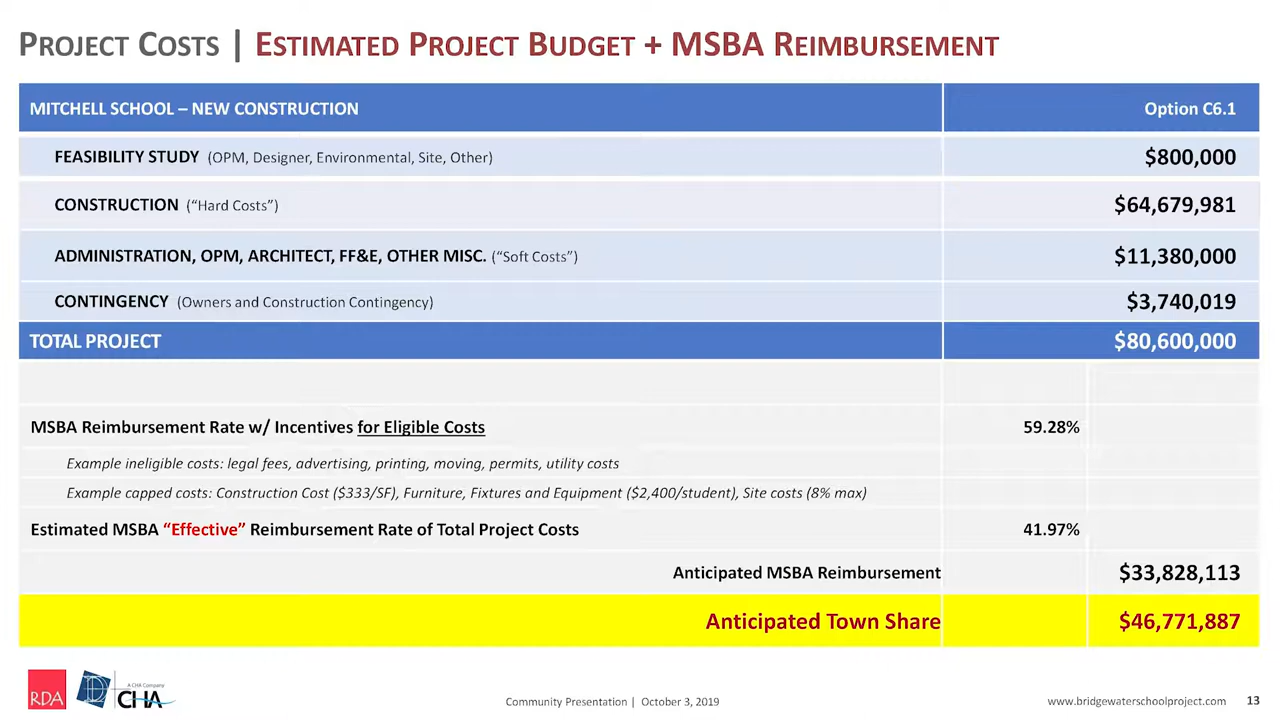 PROJECT COSTS | ESTIMATED PROJECT BUDGET + MSBA REIMBURSEMENT
MITCHELL SCHOOL – NEW CONSTRUCTION Option C6.1
FEASIBILITY STUDY (OPM, Designer, Environmental, Site, Other) $800,000
CONSTRUCTION (“Hard Costs”) $64,679,981
ADMINISTRATION, OPM, ARCHITECT, FF&E, OTHER MISC. (“Soft Costs”) $11,380,000
CONTINGENCY (Owners and Construction Contingency) $3,740,019
TOTAL PROJECT $80,600,000
MSBA Reimbursement Rate w/ Incentives for Eligible Costs 59.28%
Example ineligible costs: legal fees, advertising, printing, moving, permits, utility costs
Example capped costs: Construction Cost ($333/SF), Furniture, Fixtures and Equipment ($2,400/student), Site costs (8% max)
Estimated MSBA “Effective” Reimbursement Rate of Total Project Costs 41.97%
Anticipated MSBA Reimbursement $33,828,113
Anticipated Town Share $46,771,887
RDA
A CHA Company
CHA
Community Presentation | October 3, 2019
www.bridgewaterschoolproject.com 13